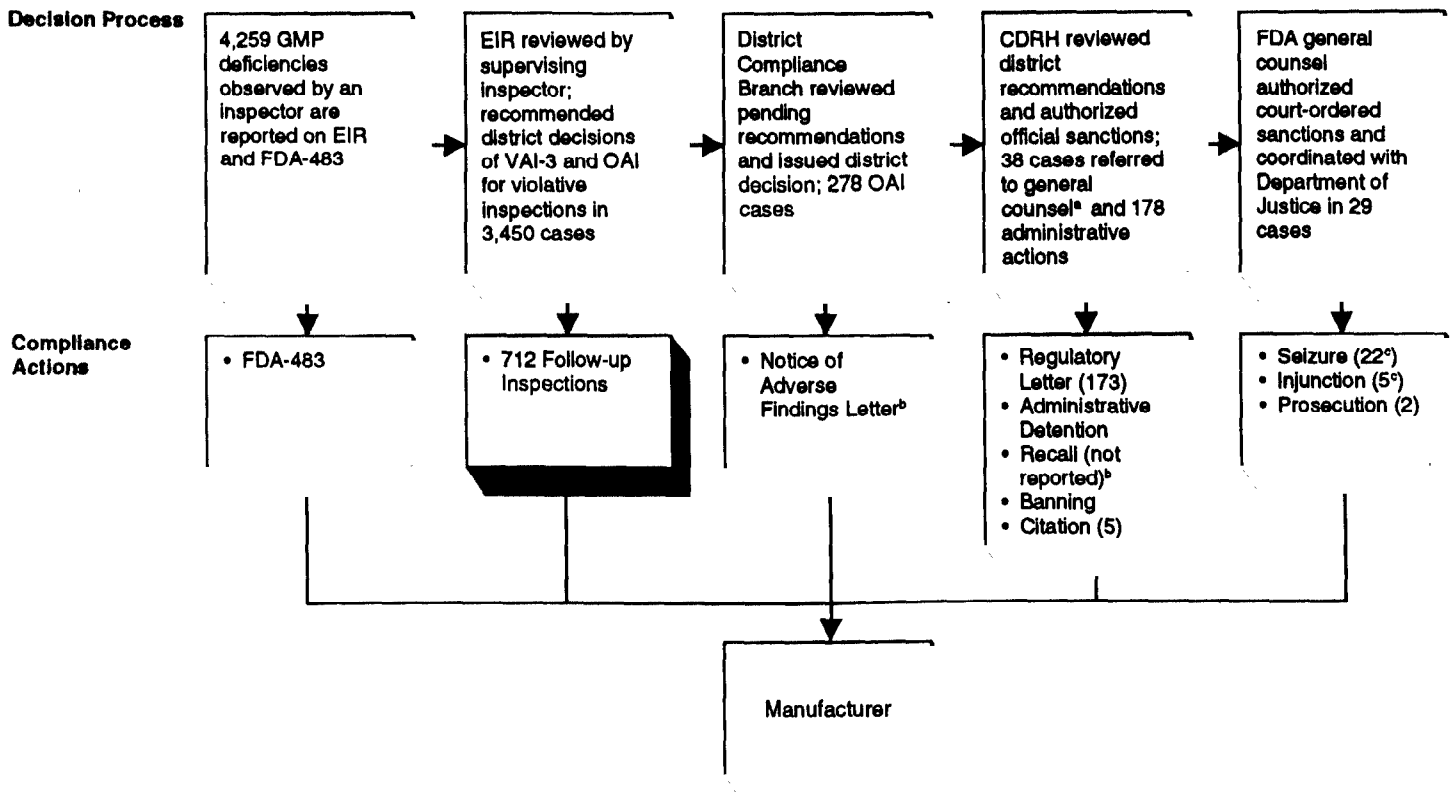 Decision Process
4,259 GMP
deficiencies
observed by an
inspector are
reported on EIR
and FDA-483
EIR reviewed by
supervising
inspector;
recommended
district decisions
of VAI-3 and OAI
for violative
inspections in
3,450 cases
District
Compliance
Branch reviewed
pending
recommendations
and issued district
decision; 278 OAI
cases
CDRH reviewed
district
recommendations
and authorized
official sanctions;
38 cases referred
to general
counselᵃ and 178
administrative
actions
FDA general
counsel
authorized
court-ordered
sanctions and
coordinated with
Department of
Justice in 29
cases
Compliance
Actions
• FDA-483
• 712 Follow-up
Inspections
• Notice of
Adverse
Findings Letterᵇ
• Regulatory
Letter (173)
• Administrative
Detention
• Recall (not
reported)ᵇ
• Banning
• Citation (5)
• Seizure (22ᶜ)
• Injunction (5ᶜ)
• Prosecution (2)
Manufacturer